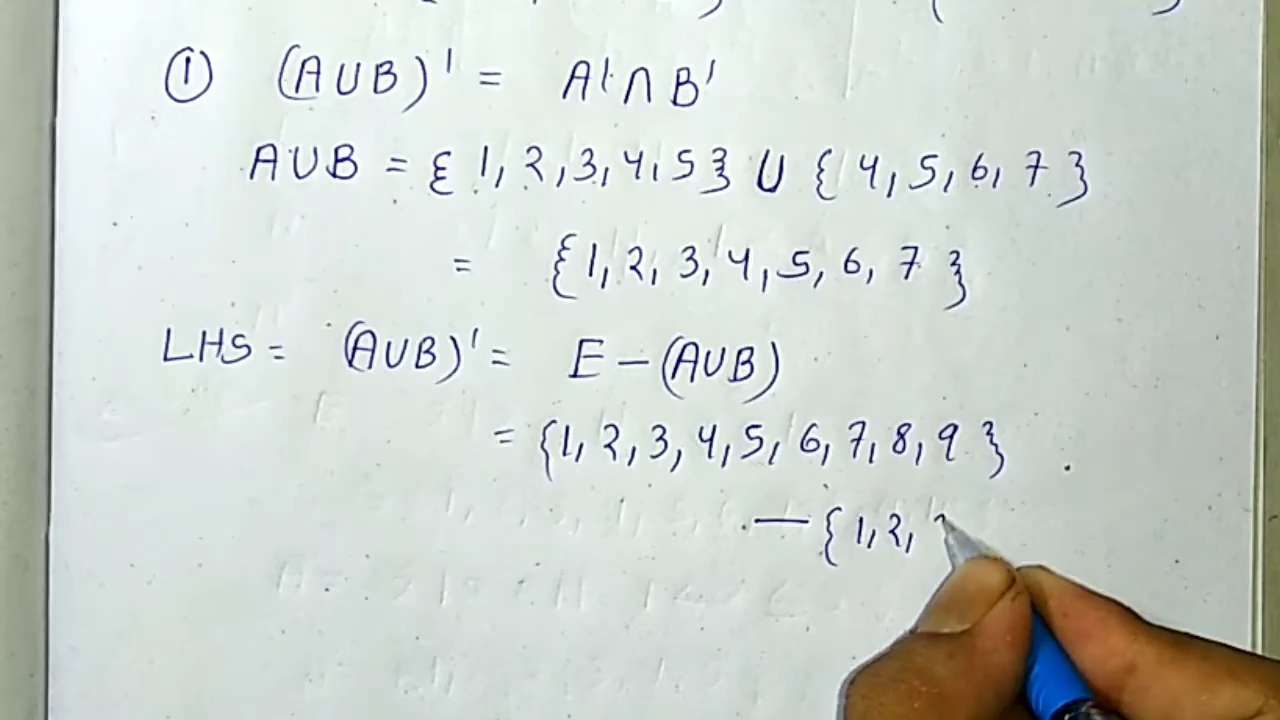 ① (A∪B)' = A'∩B'
A∪B = {1, 2, 3, 4, 5} ∪ {4, 5, 6, 7}
= {1, 2, 3, 4, 5, 6, 7}
LHS = (A∪B)' = E – (A∪B)
= {1, 2, 3, 4, 5, 6, 7, 8, 9}
— {1, 2,